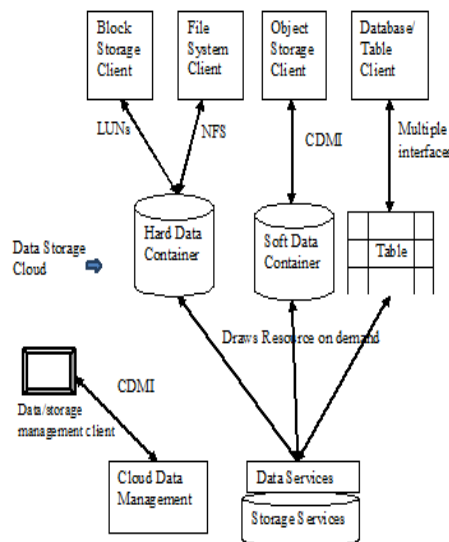 Block
Storage
Client
File
System
Client
Object
Storage
Client
Database/
Table
Client
LUNs
NFS
CDMI
Multiple
interfaces
Hard Data
Container
Soft Data
Container
Table
Data Storage
Cloud
Draws Resource on demand
CDMI
Data/storage
management client
Cloud Data
Management
Data Services
Storage Services